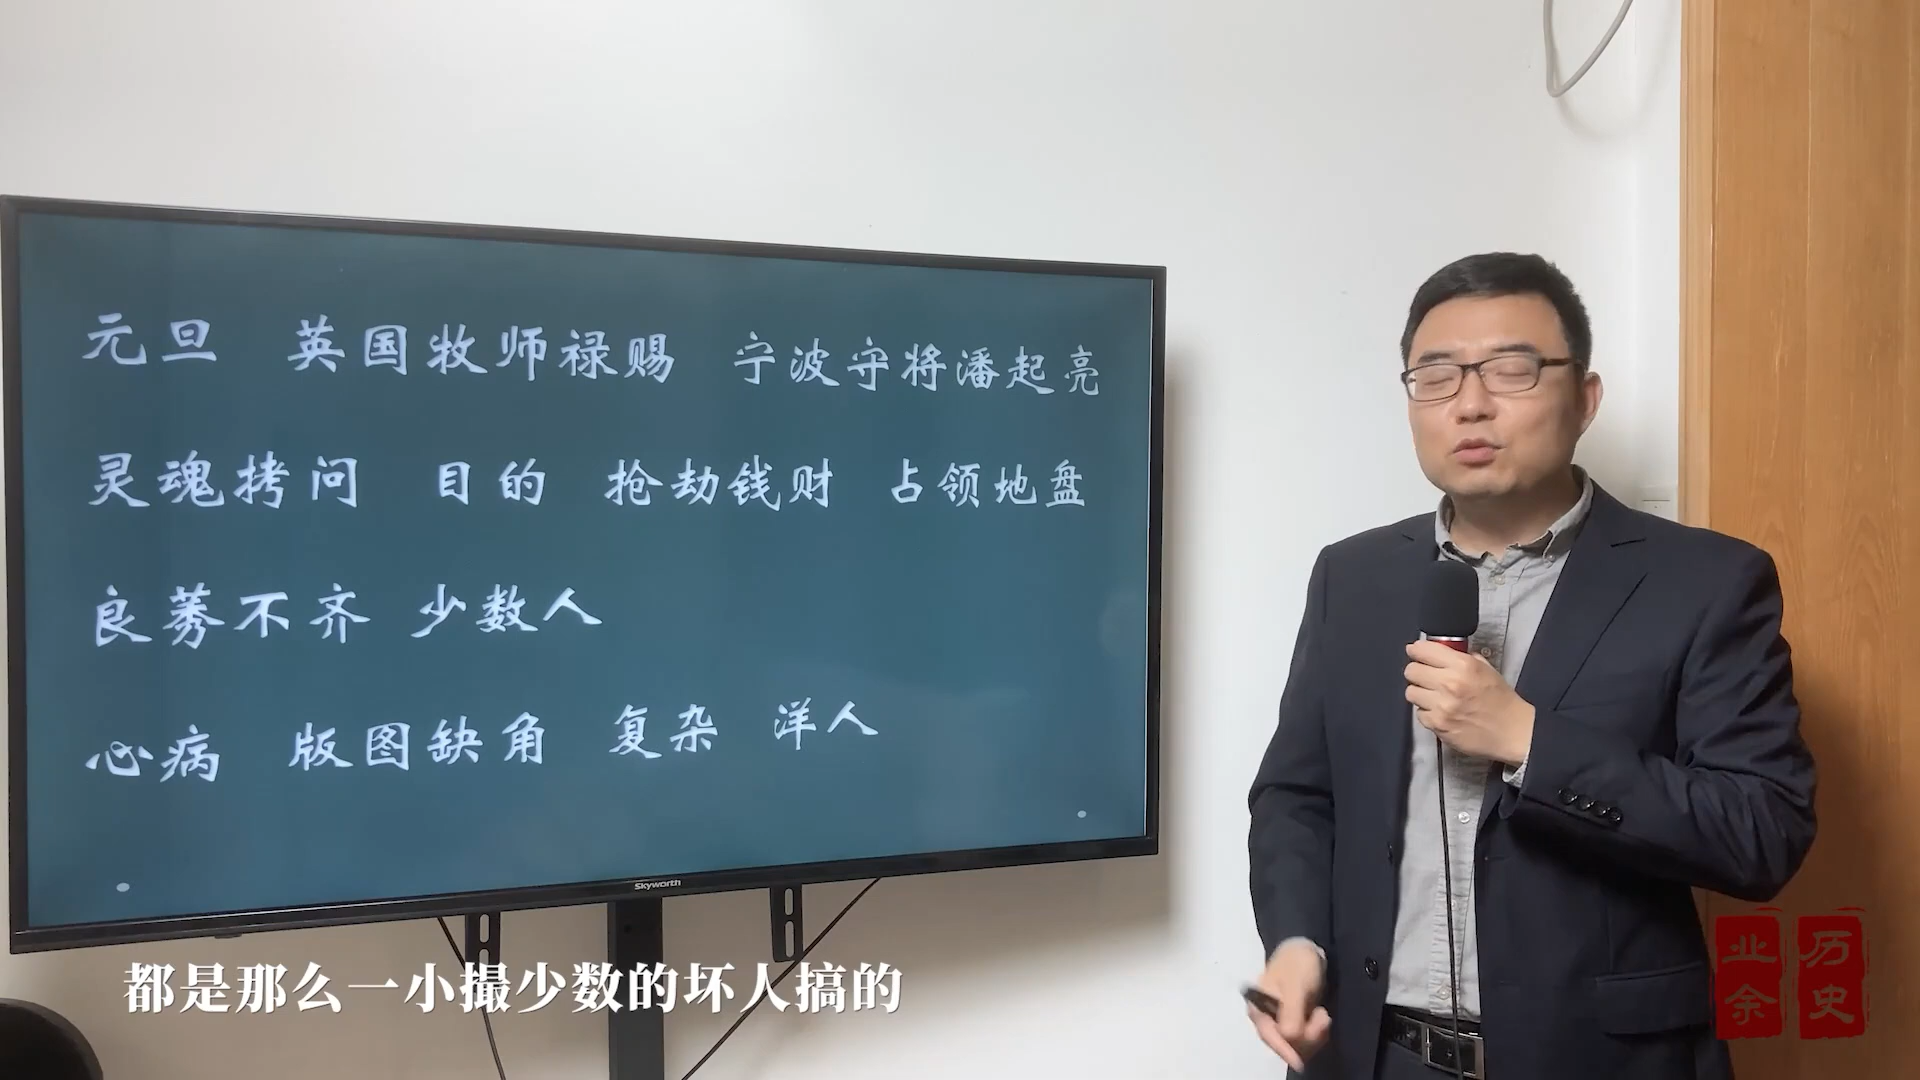 元旦 英国牧师禄赐 宁波守将潘起亮
灵魂拷问 目的 抢劫钱财 占领地盘
良莠不齐 少数人
心病 版图缺角 复杂 洋人
Skyworth
都是那么一小撮少数的坏人搞的
业余
历史